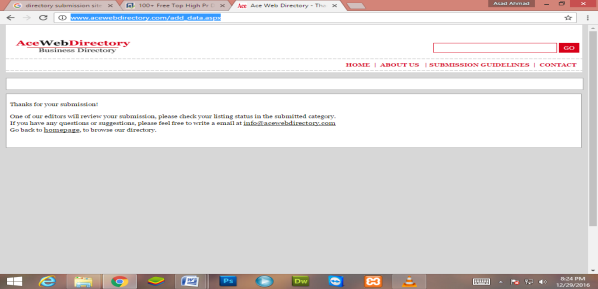 Asad Ahmad
directory submission site
100+ Free Top High Pr D
Ace Web Directory - The
www.acewebdirectory.com/add_data.aspx
AceWebDirectory
Business Directory
GO
HOME | ABOUT US | SUBMISSION GUIDELINES | CONTACT
Thanks for your submission!
One of our editors will review your submission, please check your listing status in the submitted category.
If you have any questions or suggestions, please feel free to write a email at info@acewebdirectory.com
Go back to homepage, to browse our directory.
Ps
Dw
9:24 PM
12/29/2016